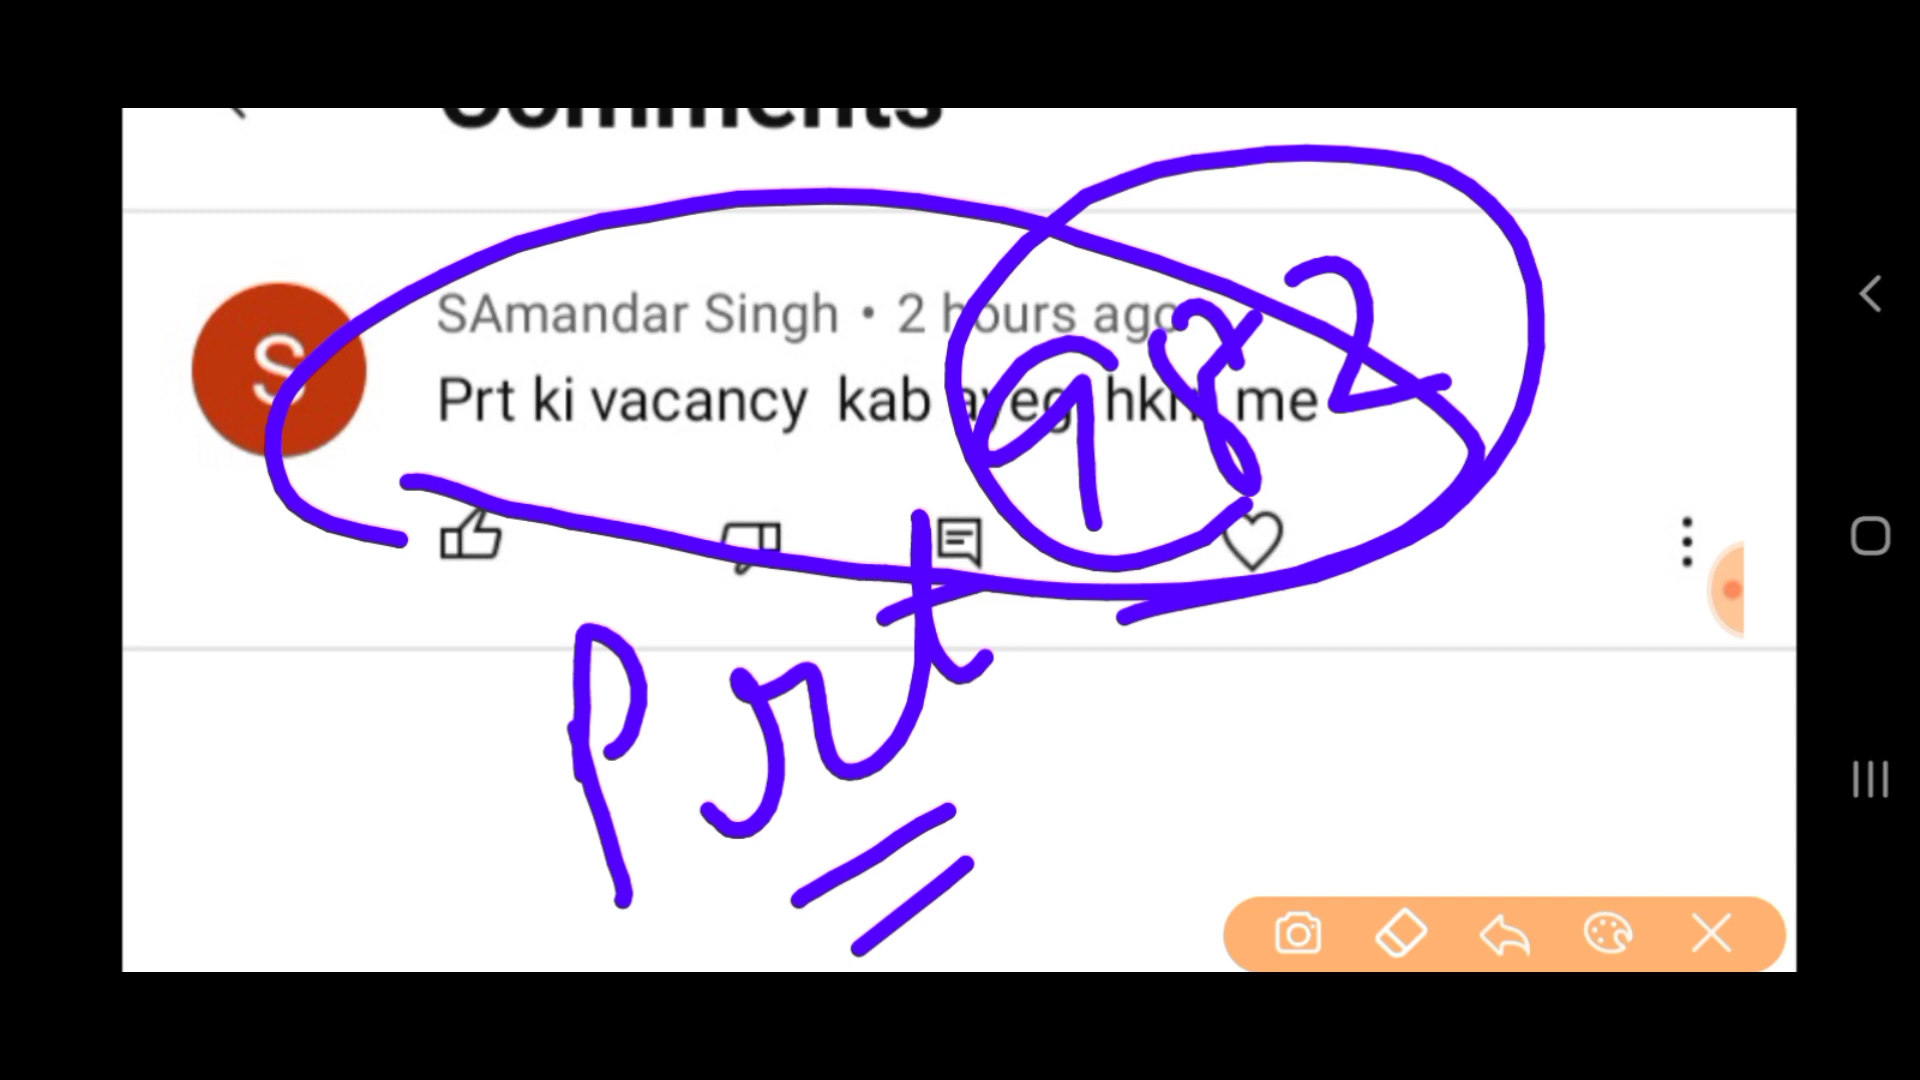 Comments
S
SAmandar Singh • 2 hours ago
Prt ki vacancy kab me
982
Prt